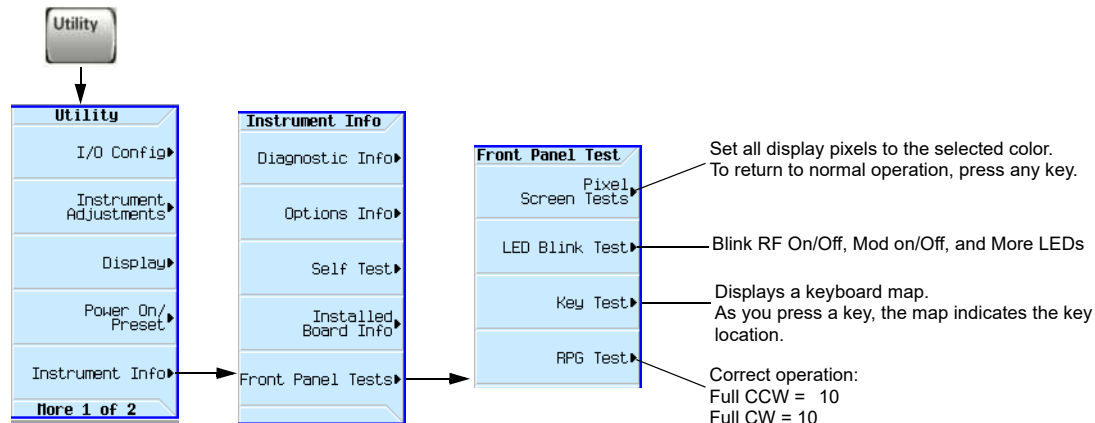 Utility
Utility
I/O Config
Instrument
Adjustments
Display
Power On/
Preset
Instrument Info
More 1 of 2
Instrument Info
Diagnostic Info
Options Info
Self Test
Installed
Board Info
Front Panel Tests
Front Panel Test
Pixel
Screen Tests
LED Blink Test
Key Test
RPG Test
Set all display pixels to the selected color.
To return to normal operation, press any key.
Blink RF On/Off, Mod on/Off, and More LEDs
Displays a keyboard map.
As you press a key, the map indicates the key
location.
Correct operation:
Full CCW = 10
Full CW = 10